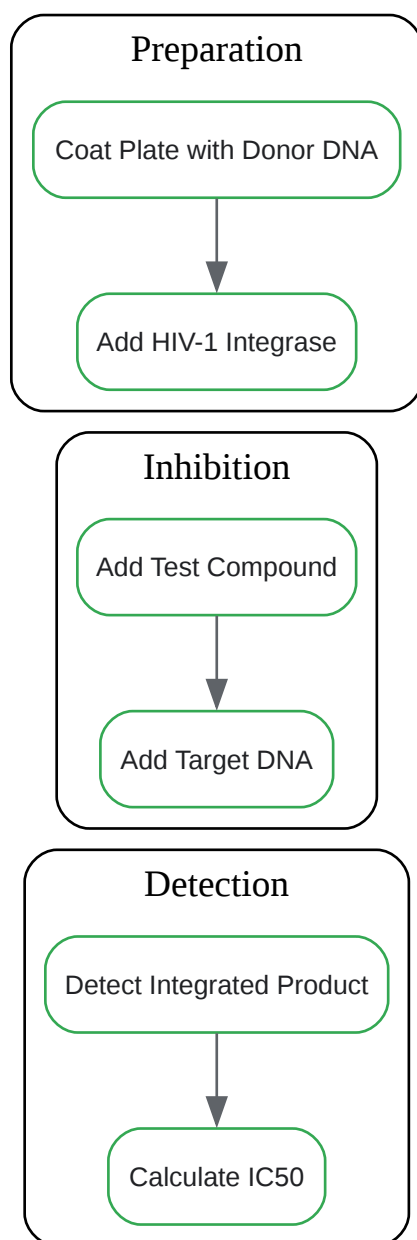 Preparation
Coat Plate with Donor DNA
Add HIV-1 Integrase
Inhibition
Add Test Compound
Add Target DNA
Detection
Detect Integrated Product
Calculate IC50